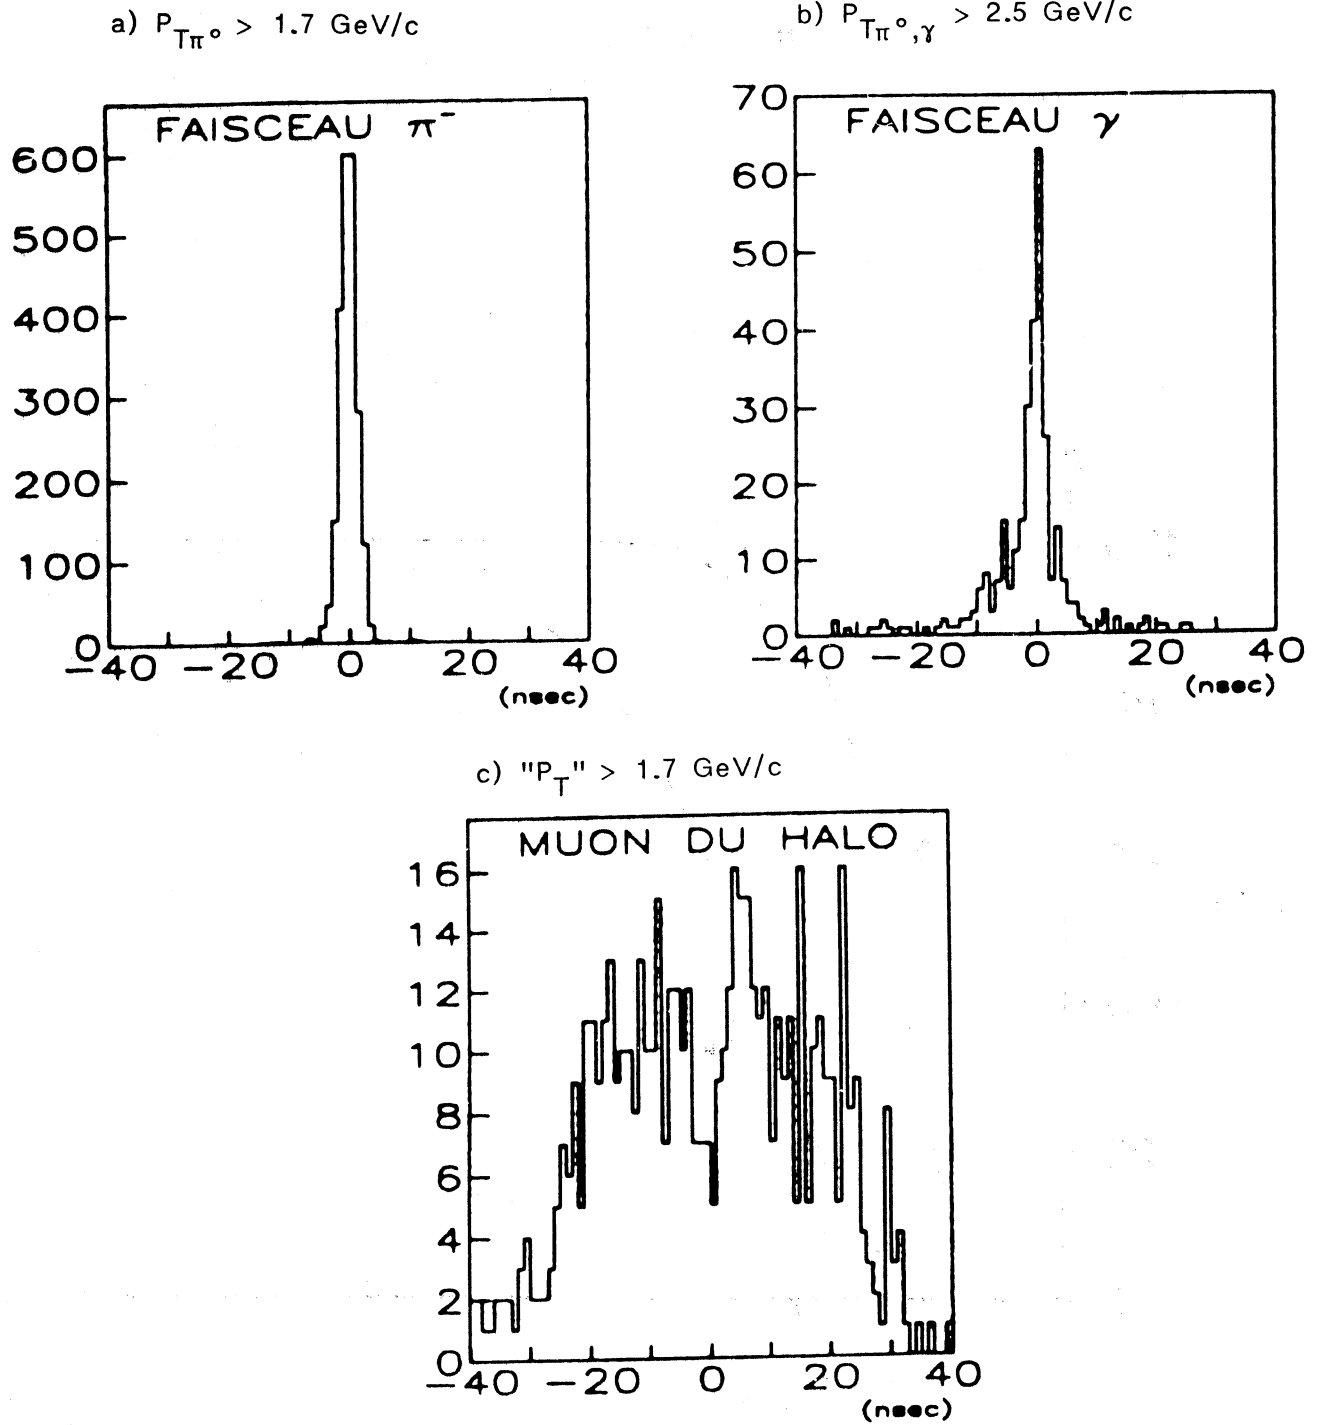 a) P_Tπ° > 1.7 GeV/c
FAISCEAU π⁻
600
500
400
300
200
100
0
−40 −20 0 20 40
(nsec)
b) P_Tπ°,γ > 2.5 GeV/c
FAISCEAU γ
70
60
50
40
30
20
10
0
−40 −20 0 20 40
(nsec)
c) "P_T" > 1.7 GeV/c
MUON DU HALO
16
14
12
10
8
6
4
2
0
−40 −20 0 20 40
(nsec)